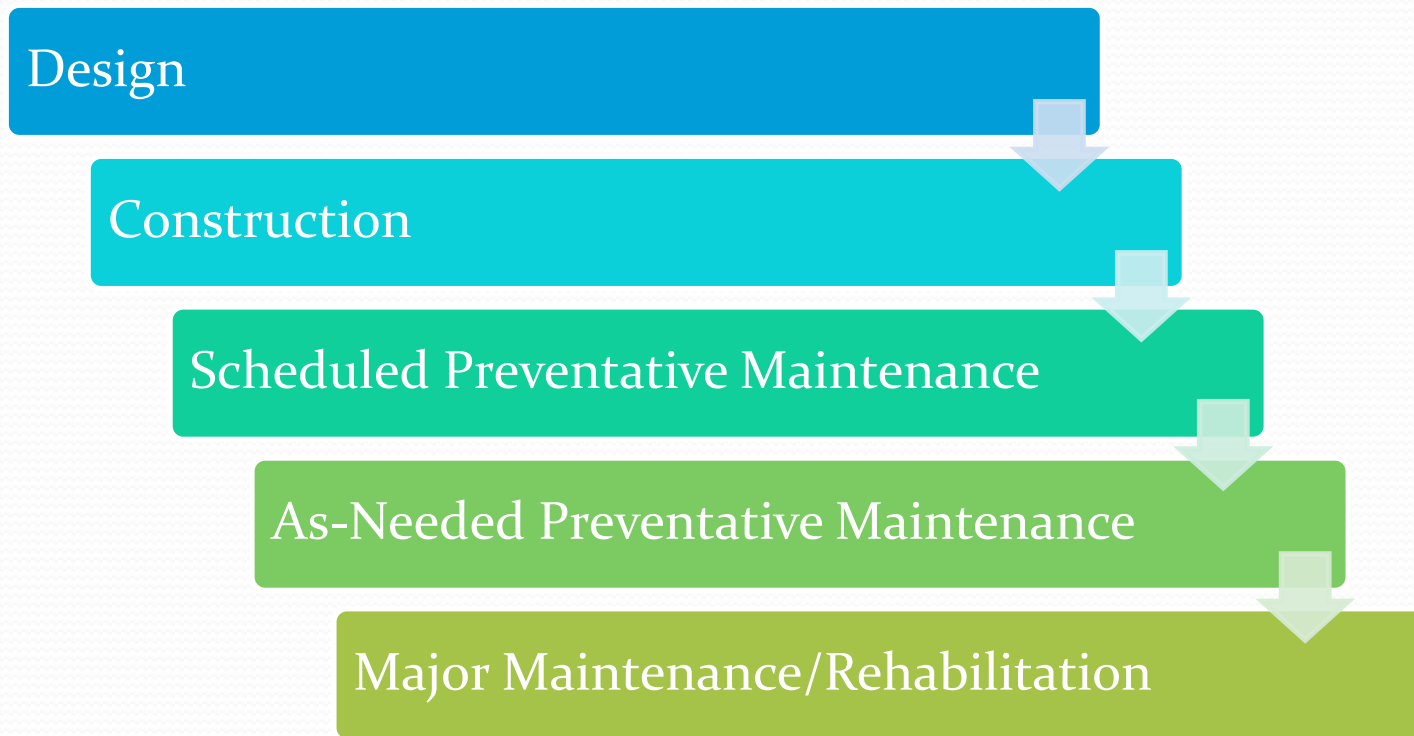 Design
Construction
Scheduled Preventative Maintenance
As-Needed Preventative Maintenance
Major Maintenance/Rehabilitation